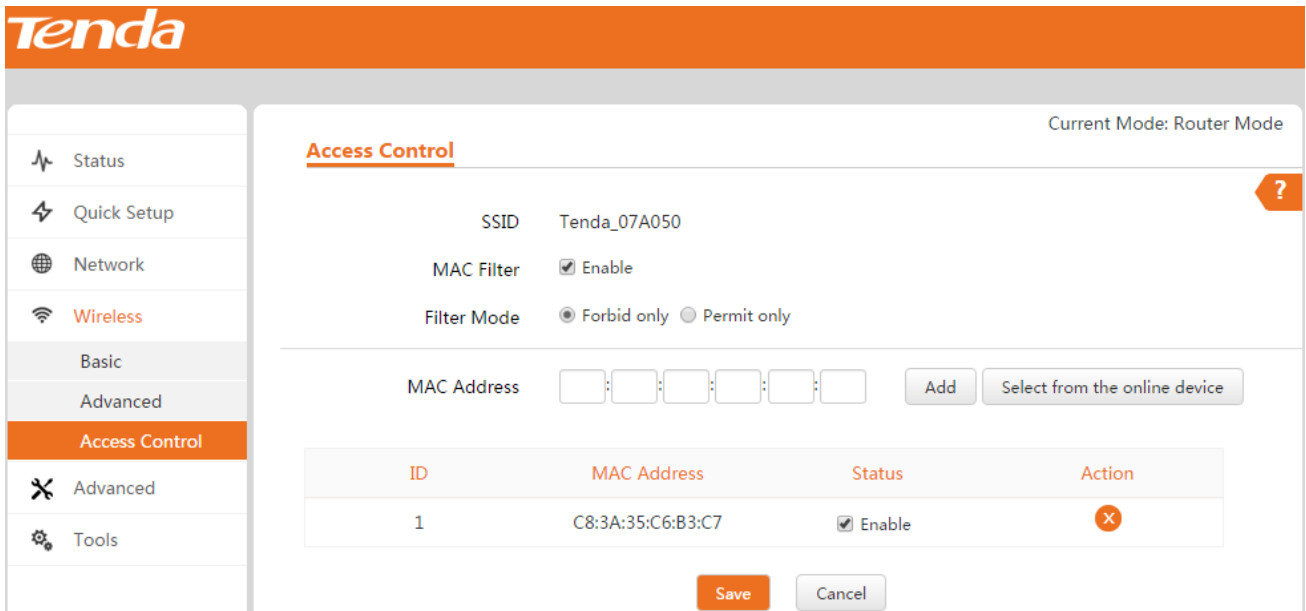 Tenda
Current Mode: Router Mode
Access Control
Status
Quick Setup
Network
Wireless
Basic
Advanced
Access Control
Advanced
Tools
?
SSID Tenda_07A050
MAC Filter Enable
Filter Mode Forbid only Permit only
MAC Address : : : : : Add Select from the online device
ID MAC Address Status Action
1 C8:3A:35:C6:B3:C7 Enable X
Save Cancel